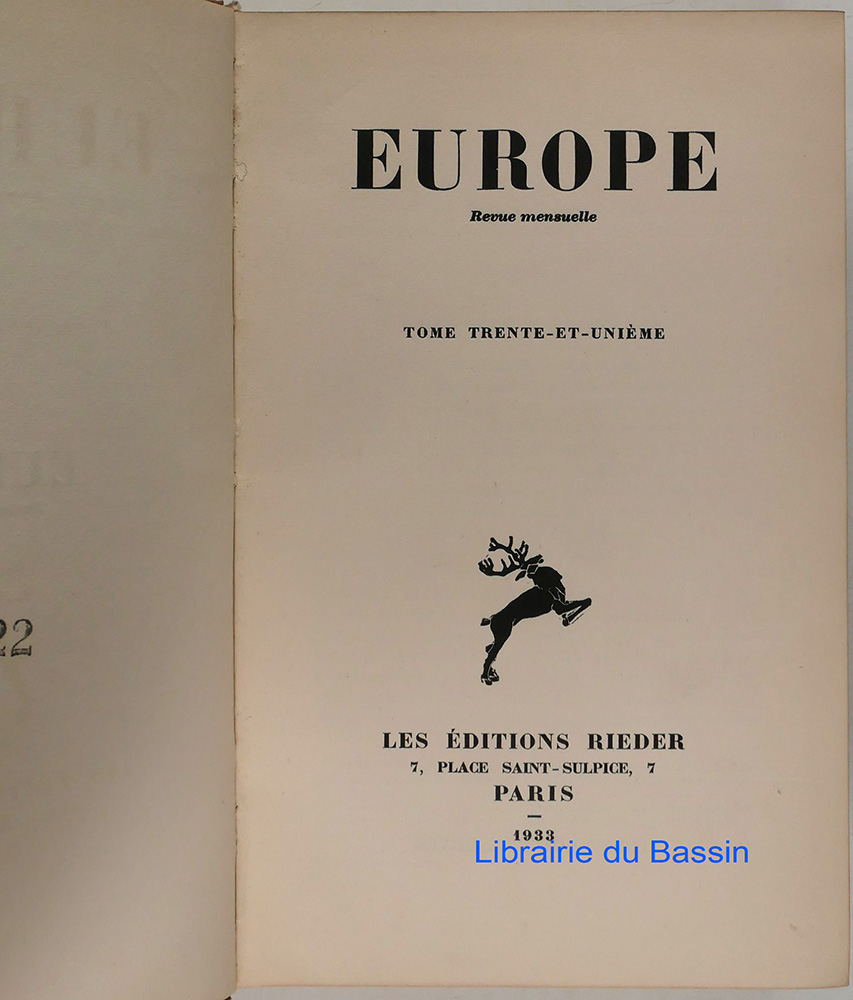 22
EUROPE
Revue mensuelle
TOME TRENTE-ET-UNIÈME
LES ÉDITIONS RIEDER
7, PLACE SAINT-SULPICE, 7
PARIS
1933
Librairie du Bassin